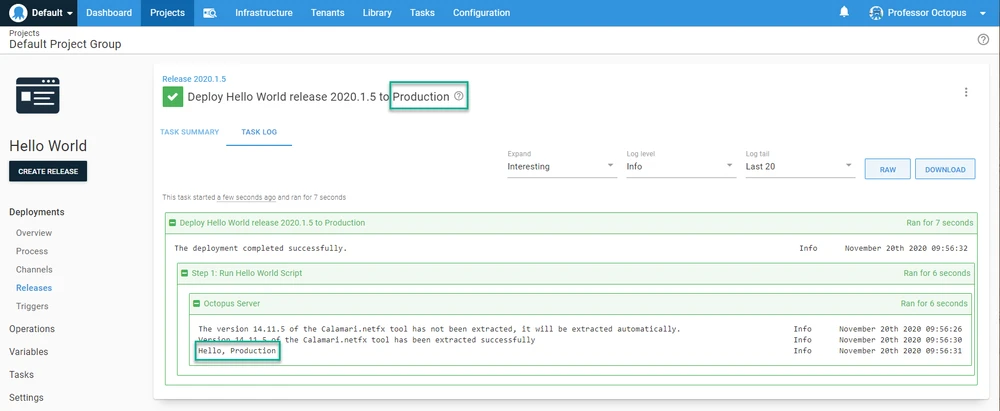 Default Dashboard Projects Infrastructure Tenants Library Tasks Configuration Professor Octopus
Projects
Default Project Group
Release 2020.1.5
Deploy Hello World release 2020.1.5 to Production
TASK SUMMARY TASK LOG
Hello World
CREATE RELEASE
Expand Log level Log tail
Interesting Info Last 20 RAW DOWNLOAD
This task started a few seconds ago and ran for 7 seconds
Deployments
Overview
Process
Channels
Releases
Triggers
Operations
Variables
Tasks
Settings
Deploy Hello World release 2020.1.5 to Production Ran for 7 seconds
The deployment completed successfully. Info November 20th 2020 09:56:32
Step 1: Run Hello World Script Ran for 6 seconds
Octopus Server Ran for 6 seconds
The version 14.11.5 of the Calamari.netfx tool has not been extracted, it will be extracted automatically. Info November 20th 2020 09:56:26
Version 14.11.5 of the Calamari.netfx tool has been extracted successfully Info November 20th 2020 09:56:30
Hello, Production Info November 20th 2020 09:56:31